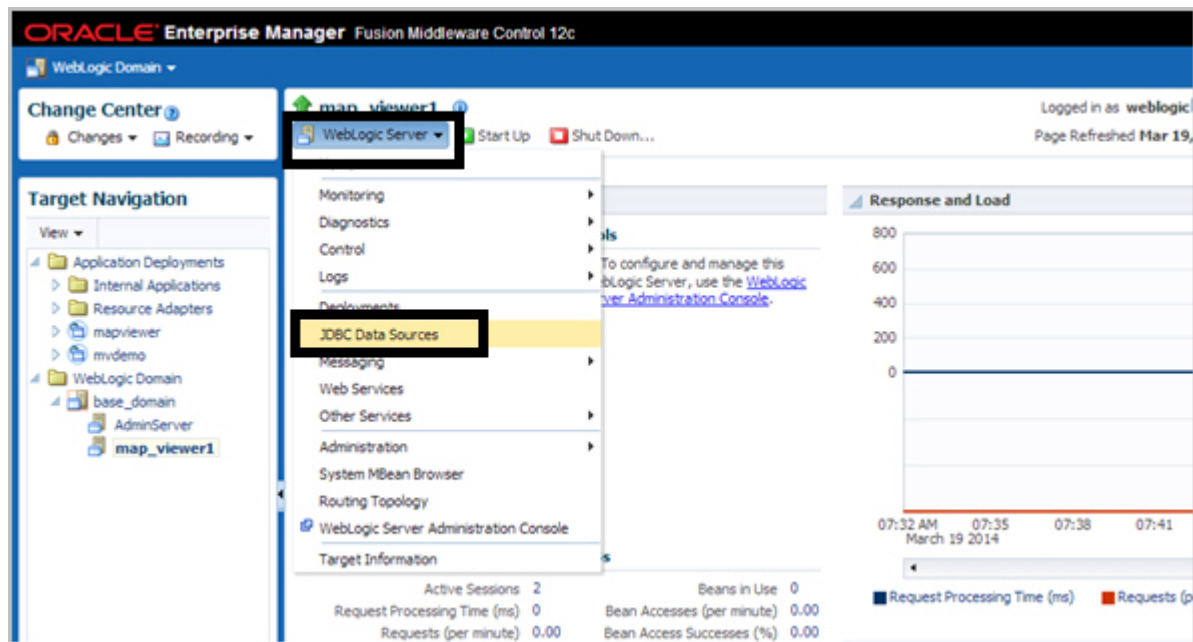 ORACLE Enterprise Manager Fusion Middleware Control 12c
WebLogic Domain
Change Center
Changes
Recording
map_viewer1
Logged in as weblogic
WebLogic Server
Start Up
Shut Down...
Page Refreshed Mar 19,
Target Navigation
View
Application Deployments
Internal Applications
Resource Adapters
mapviewer
mvdemo
WebLogic Domain
base_domain
AdminServer
map_viewer1
Monitoring
Diagnostics
Control
Logs
Deployments
JDBC Data Sources
Messaging
Web Services
Other Services
Administration
System MBean Browser
Routing Topology
WebLogic Server Administration Console
Target Information
To configure and manage this
Server, use the WebLogic
Administration Console.
Response and Load
800
600
400
200
0
07:32 AM 07:35 07:38 07:41
March 19 2014
Request Processing Time (ms)
Requests
Active Sessions 2
Beans in Use 0
Request Processing Time (ms) 0
Bean Accesses (per minute) 0.00
Requests (per minute) 0.00
Bean Access Successes (%) 0.00